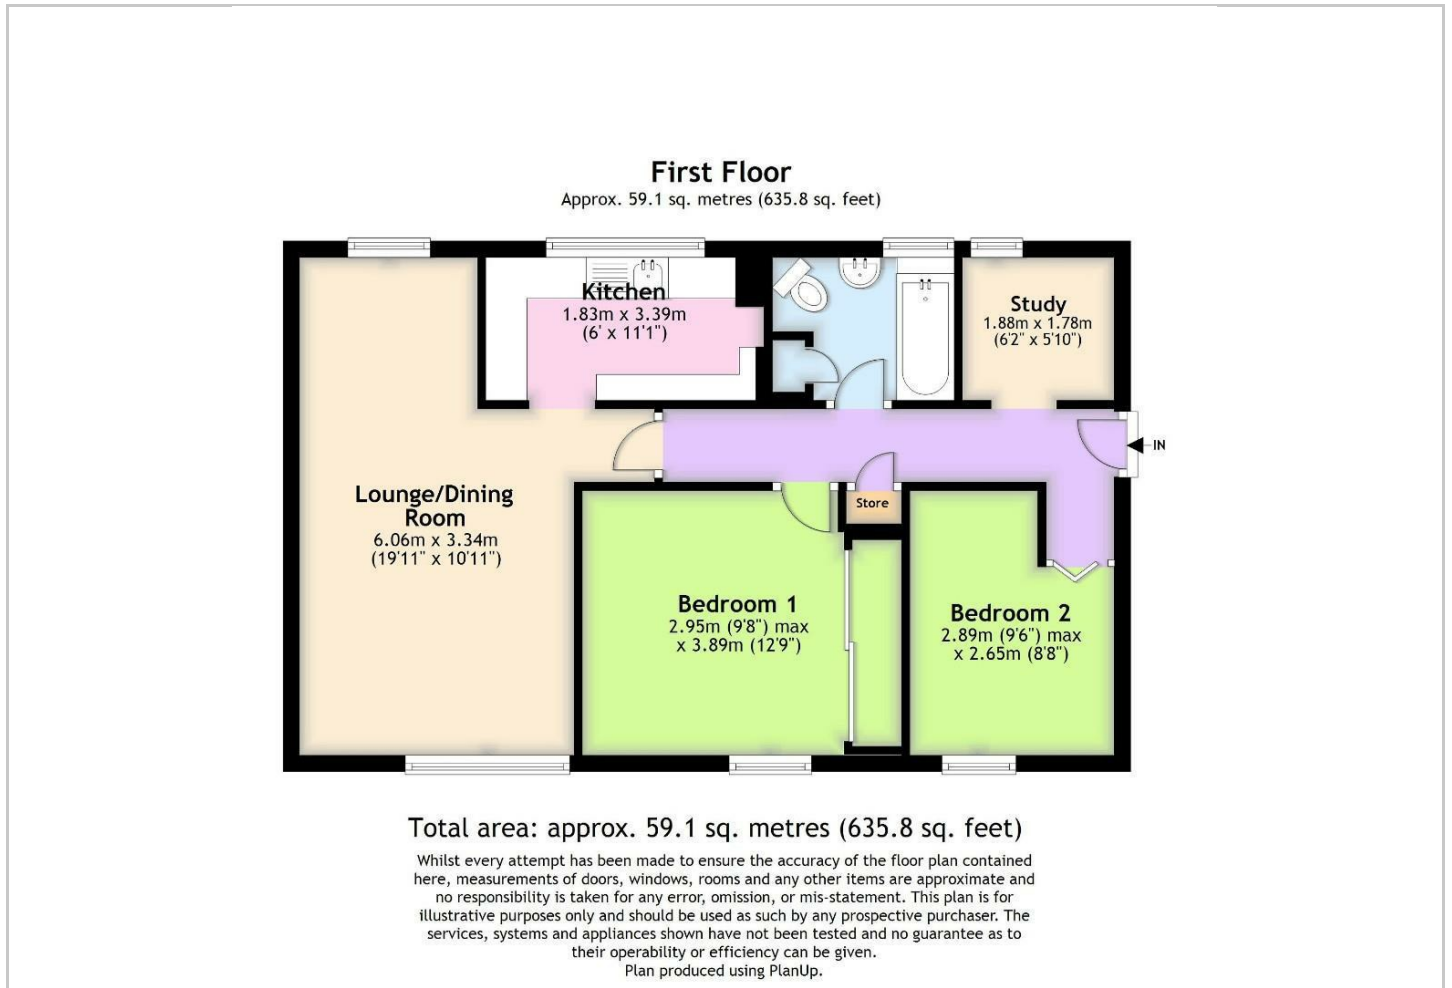 First Floor
Approx. 59.1 sq. metres (635.8 sq. feet)
Kitchen
1.83m x 3.39m
(6' x 11'1")
Study
1.88m x 1.78m
(6'2" x 5'10")
IN
Lounge/Dining
Room
6.06m x 3.34m
(19'11" x 10'11")
Store
Bedroom 1
2.95m (9'8") max
x 3.89m (12'9")
Bedroom 2
2.89m (9'6") max
x 2.65m (8'8")
Total area: approx. 59.1 sq. metres (635.8 sq. feet)
Whilst every attempt has been made to ensure the accuracy of the floor plan contained
here, measurements of doors, windows, rooms and any other items are approximate and
no responsibility is taken for any error, omission, or mis-statement. This plan is for
illustrative purposes only and should be used as such by any prospective purchaser. The
services, systems and appliances shown have not been tested and no guarantee as to
their operability or efficiency can be given.
Plan produced using PlanUp.